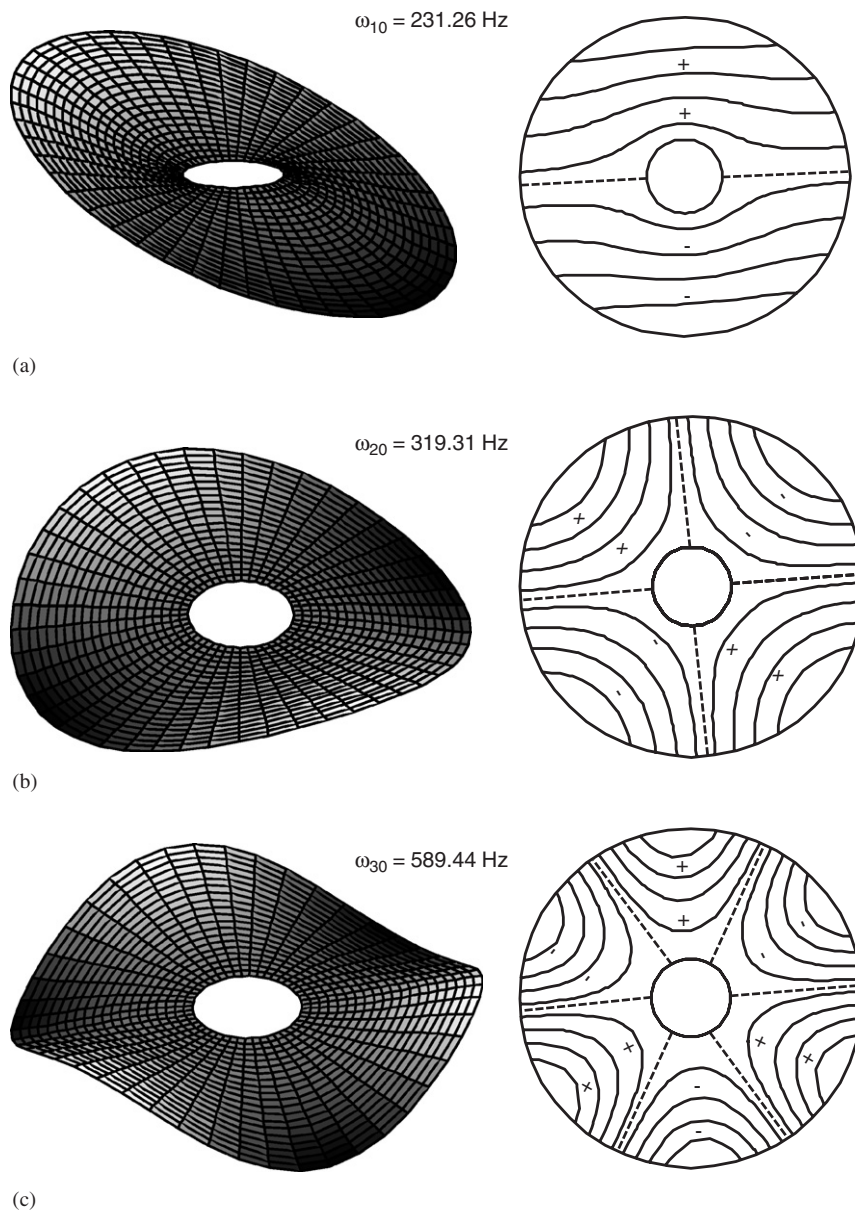 ω10 = 231.26 Hz
+
+
-
-
(a)
ω20 = 319.31 Hz
+ -
+ -
- +
- +
(b)
ω30 = 589.44 Hz
+
+
- - - -
+ + + +
-
-
(c)